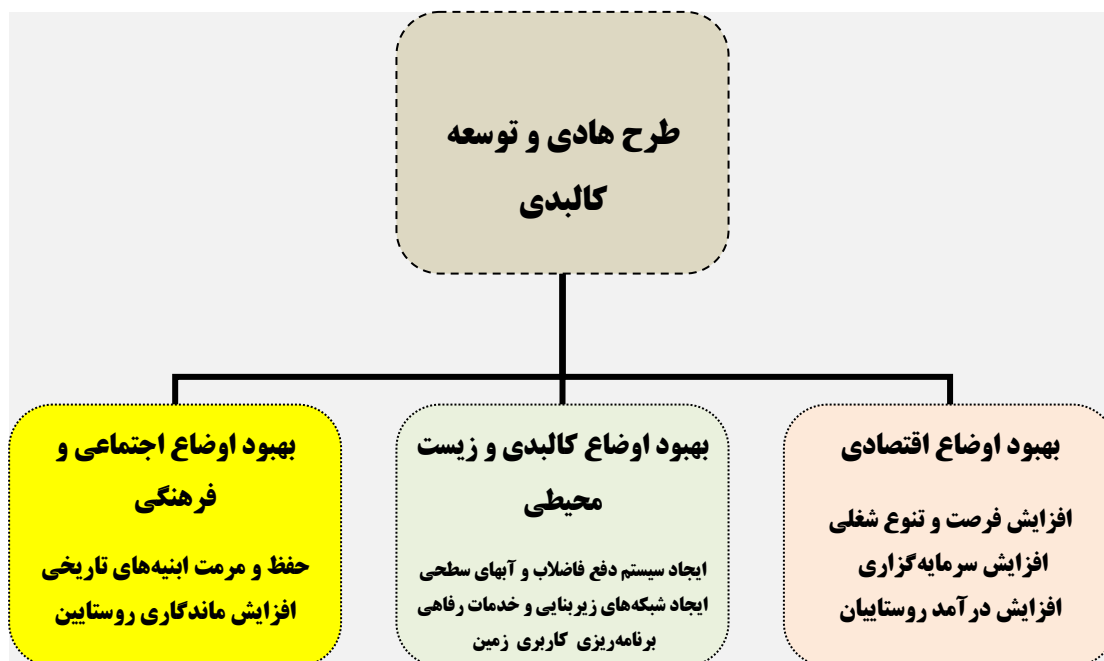 طرح هادی و توسعه
کالبدی
بهبود اوضاع اقتصادی
افزایش فرصت و تنوع شغلی
افزایش سرمایه‌گزاری
افزایش درآمد روستاییان
بهبود اوضاع کالبدی و زیست
محیطی
ایجاد سیستم دفع فاضلاب و آبهای سطحی
ایجاد شبکه‌های زیربنایی و خدمات رفاهی
برنامه‌ریزی کاربری زمین
بهبود اوضاع اجتماعی و
فرهنگی
حفظ و مرمت ابنیه‌های تاریخی
افزایش ماندگاری روستایین